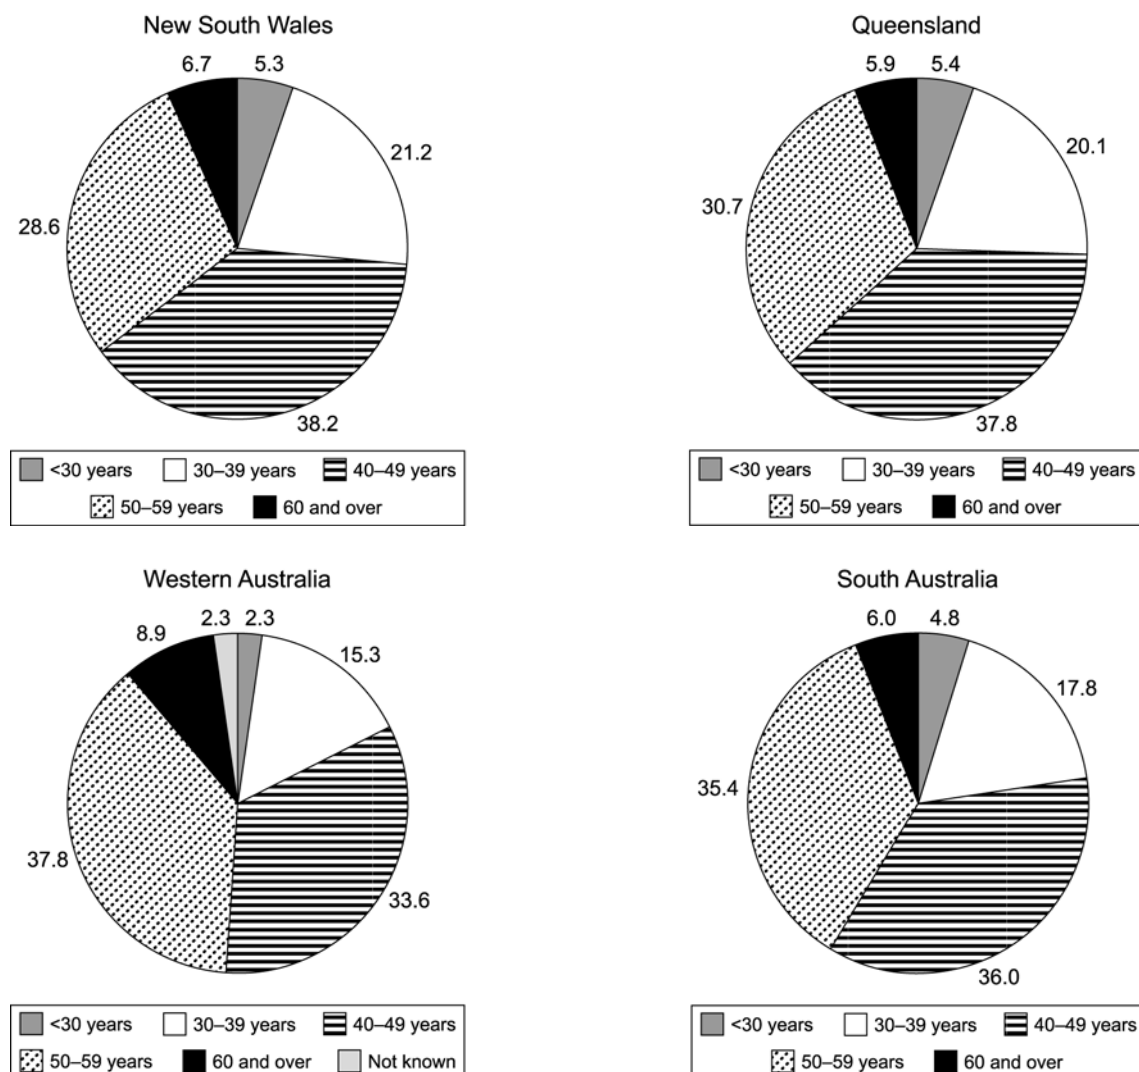 New South Wales
6.7 5.3
21.2
28.6
38.2
<30 years 30–39 years 40–49 years
50–59 years 60 and over
Queensland
5.9 5.4
20.1
30.7
37.8
<30 years 30–39 years 40–49 years
50–59 years 60 and over
Western Australia
2.3 2.3
8.9
15.3
37.8
33.6
<30 years 30–39 years 40–49 years
50–59 years 60 and over Not known
South Australia
6.0 4.8
17.8
35.4
36.0
<30 years 30–39 years 40–49 years
50–59 years 60 and over